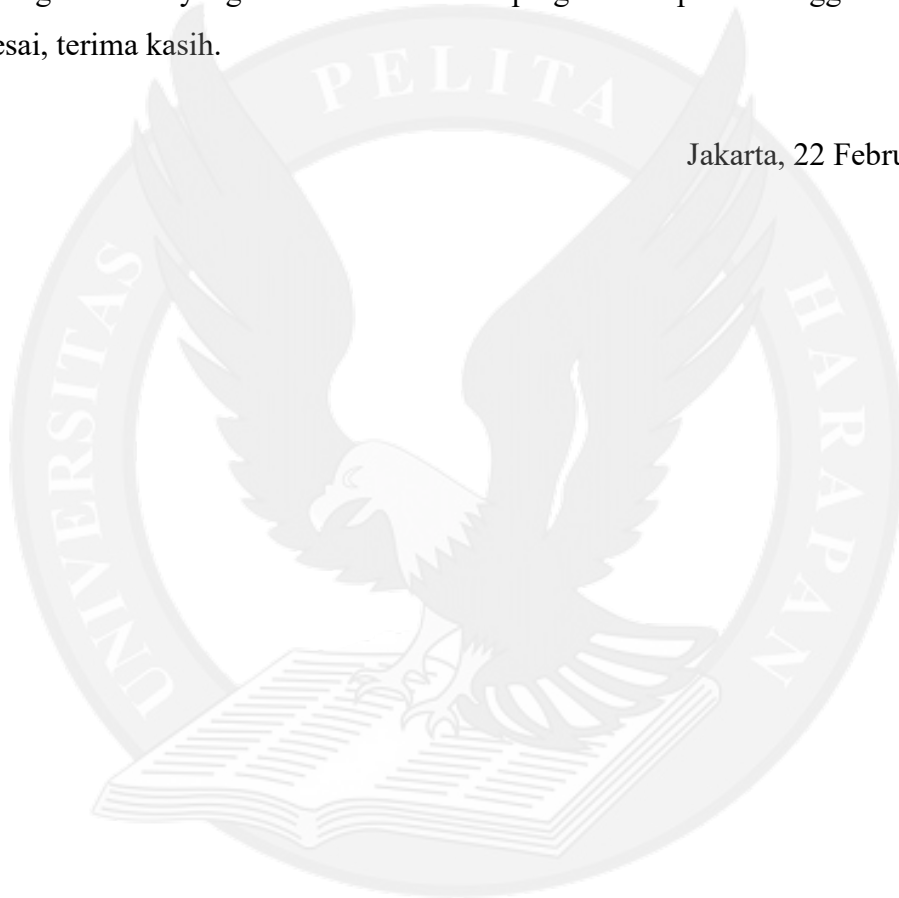 esai, terima kasih.
PELITA
Jakarta, 22 Febru
UNIVERSITAS
HARAPAN